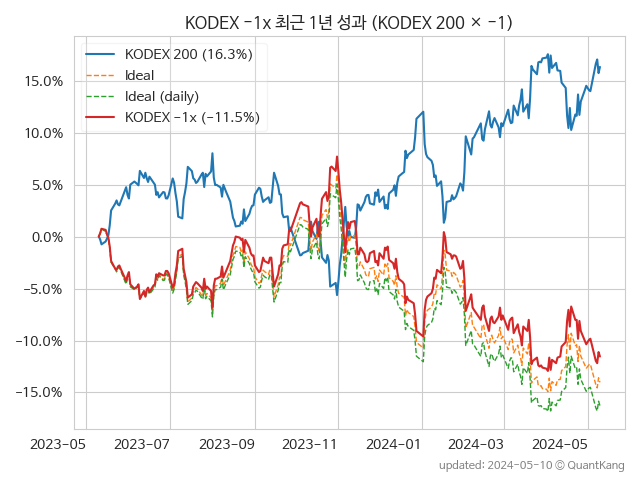 KODEX −1x 최근 1년 성과 (KODEX 200 × −1)
KODEX 200 (16.3%)
Ideal
Ideal (daily)
KODEX −1x (−11.5%)
15.0%
10.0%
5.0%
0.0%
−5.0%
−10.0%
−15.0%
2023−05 2023−07 2023−09 2023−11 2024−01 2024−03 2024−05
updated: 2024−05−10 ⓒ QuantKang